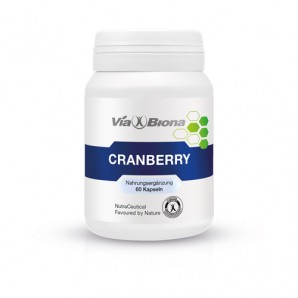 Via Biona
CRANBERRY
Nahrungsergänzung
60 Kapseln
NutraCeutical
Favoured by Nature